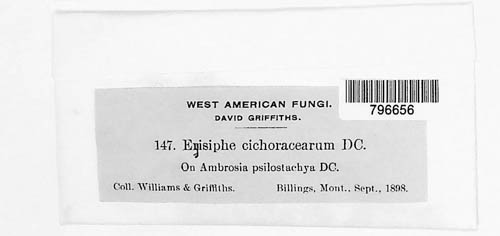 WEST AMERICAN FUNGI.
DAVID GRIFFITHS.
796656
147. Erysiphe cichoracearum DC.
On Ambrosia psilostachya DC.
Coll. Williams & Griffiths. Billings, Mont., Sept., 1898.